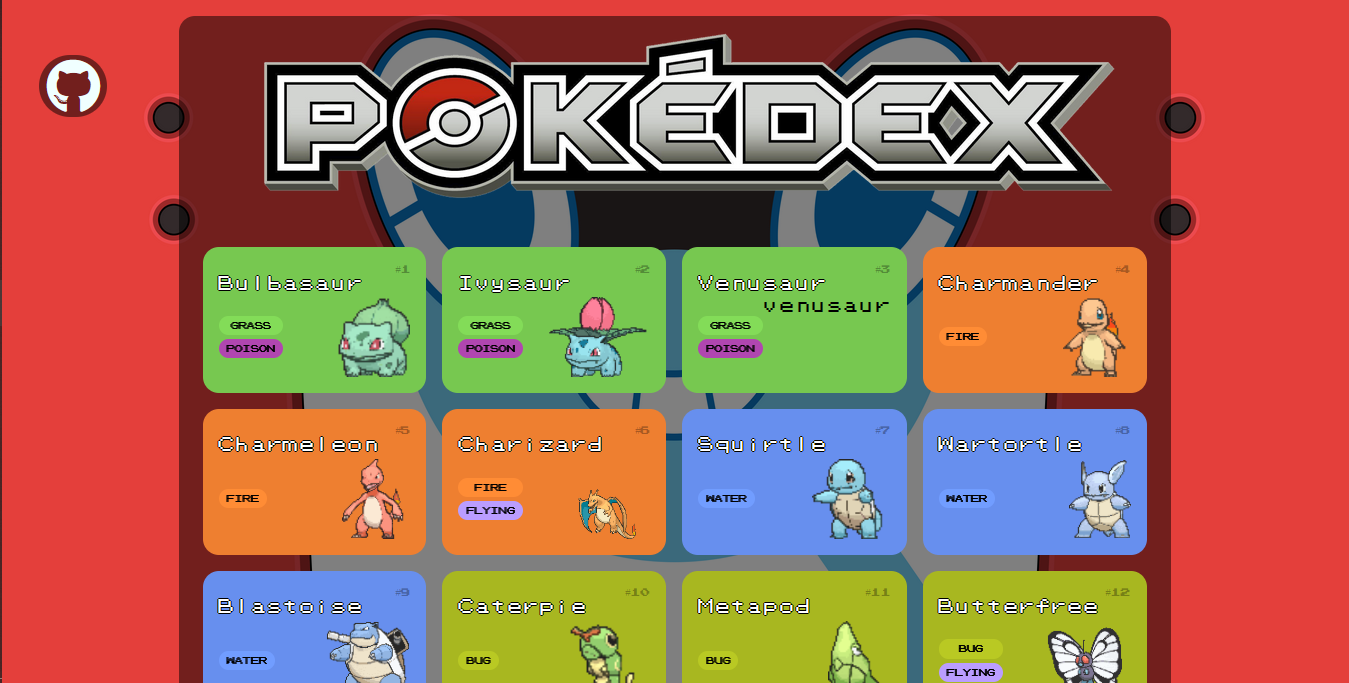 POKÉDEX
#1
Bulbasaur
GRASS
POISON
#2
Ivysaur
GRASS
POISON
#3
Venusaur
venusaur
GRASS
POISON
#4
Charmander
FIRE
#5
Charmeleon
FIRE
#6
Charizard
FIRE
FLYING
#7
Squirtle
WATER
#8
Wartortle
WATER
#9
Blastoise
WATER
#10
Caterpie
BUG
#11
Metapod
BUG
#12
Butterfree
BUG
FLYING